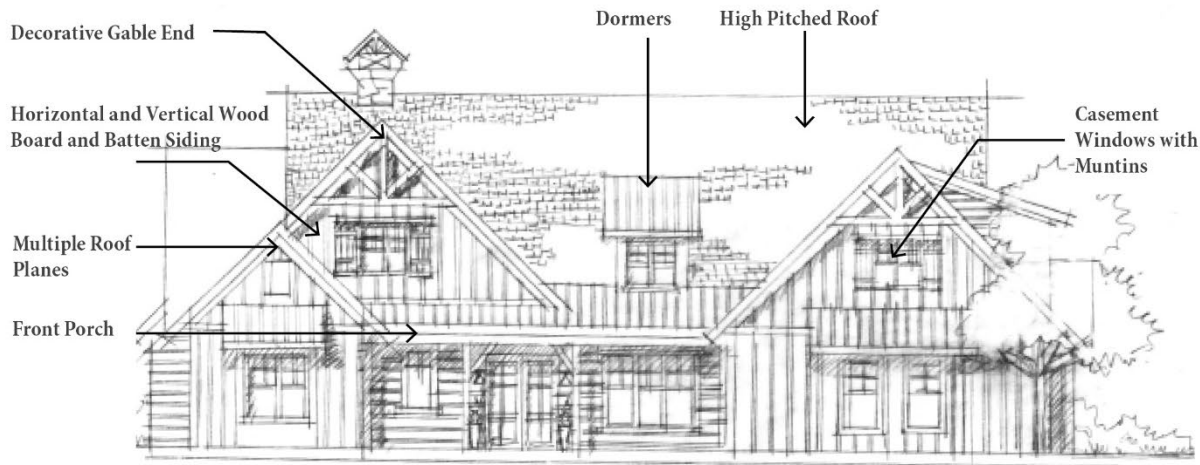 Dormers
High Pitched Roof
Decorative Gable End
Horizontal and Vertical Wood
Board and Batten Siding
Casement
Windows with
Muntins
Multiple Roof
Planes
Front Porch